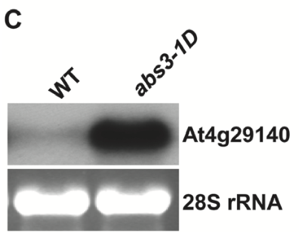 C
WT
abs3-1D
At4g29140
28S rRNA